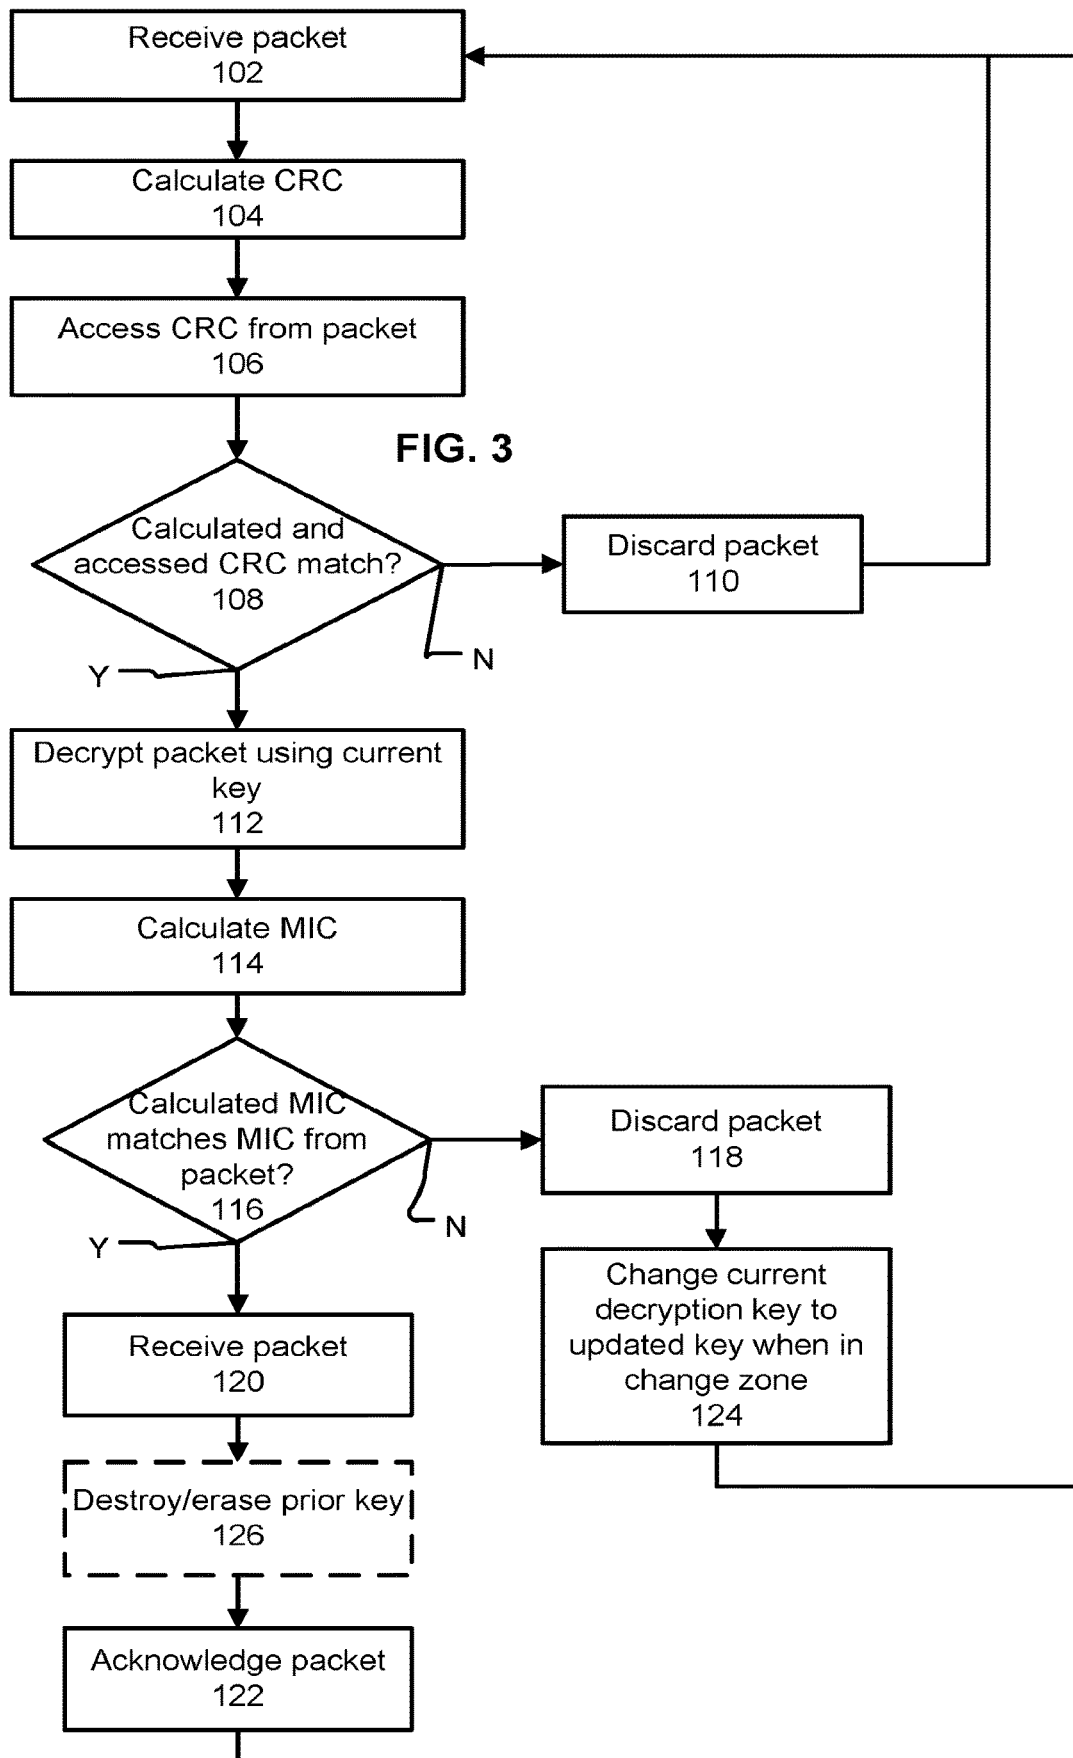 Receive packet
102
Calculate CRC
104
Access CRC from packet
106
FIG. 3
Calculated and
accessed CRC match?
108
Discard packet
110
N
Y
Decrypt packet using current
key
112
Calculate MIC
114
Calculated MIC
matches MIC from
packet?
116
Discard packet
118
N
Y
Change current
decryption key to
updated key when in
change zone
124
Receive packet
120
Destroy/erase prior key
126
Acknowledge packet
122